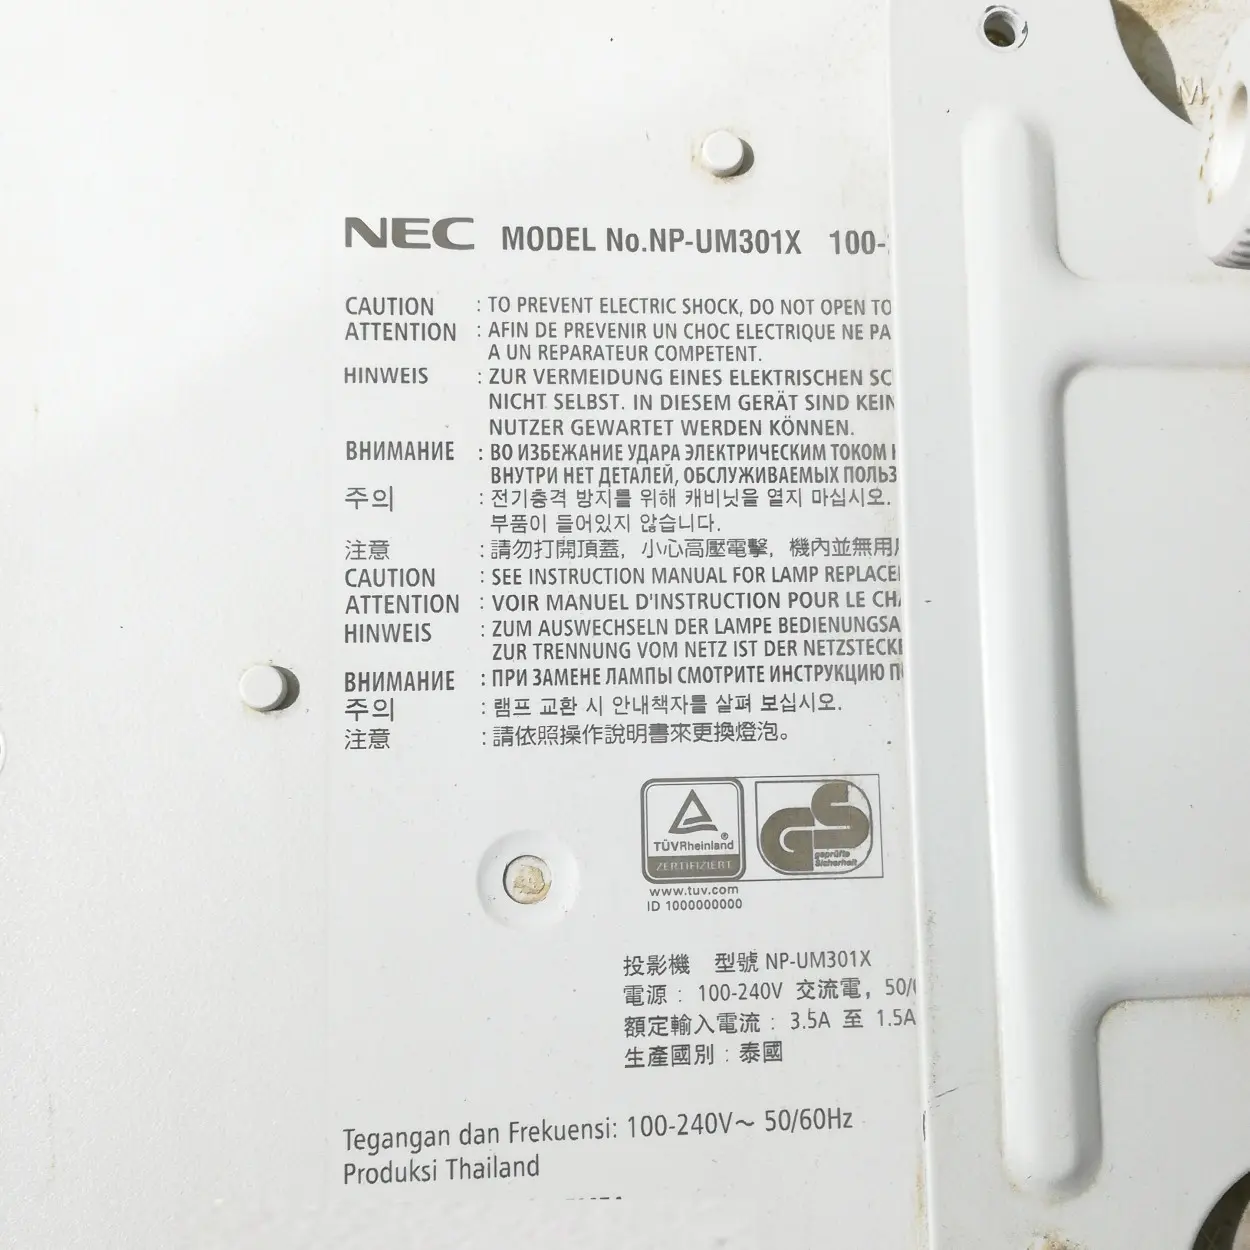 NEC MODEL No.NP-UM301X 100-
CAUTION : TO PREVENT ELECTRIC SHOCK, DO NOT OPEN TO
ATTENTION : AFIN DE PREVENIR UN CHOC ELECTRIQUE NE PA
A UN REPARATEUR COMPETENT.
HINWEIS : ZUR VERMEIDUNG EINES ELEKTRISCHEN SC
NICHT SELBST. IN DIESEM GERÄT SIND KEIN
NUTZER GEWARTET WERDEN KÖNNEN.
ВНИМАНИЕ : ВО ИЗБЕЖАНИЕ УДАРА ЭЛЕКТРИЧЕСКИМ ТОКОМ
ВНУТРИ НЕТ ДЕТАЛЕЙ, ОБСЛУЖИВАЕМЫХ ПОЛЬЗ
주의 : 전기충격 방지를 위해 캐비닛을 열지 마십시오.
부품이 들어있지 않습니다.
注意 : 請勿打開頂蓋, 小心高壓電擊, 機內並無用
CAUTION : SEE INSTRUCTION MANUAL FOR LAMP REPLACE
ATTENTION : VOIR MANUEL D'INSTRUCTION POUR LE CHA
HINWEIS : ZUM AUSWECHSELN DER LAMPE BEDIENUNGSA
ZUR TRENNUNG VOM NETZ IST DER NETZSTECKE
ВНИМАНИЕ : ПРИ ЗАМЕНЕ ЛАМПЫ СМОТРИТЕ ИНСТРУКЦИЮ П
주의 : 램프 교환 시 안내책자를 살펴 보십시오.
注意 : 請依照操作說明書來更換燈泡。
TÜVRheinland®
ZERTIFIZIERT
GS
geprüfte
Sicherheit
www.tuv.com
ID 1000000000
投影機 型號 NP-UM301X
電源 : 100-240V 交流電, 50/
額定輸入電流 : 3.5A 至 1.5A
生產國別 : 泰國
Tegangan dan Frekuensi: 100-240V～ 50/60Hz
Produksi Thailand
M